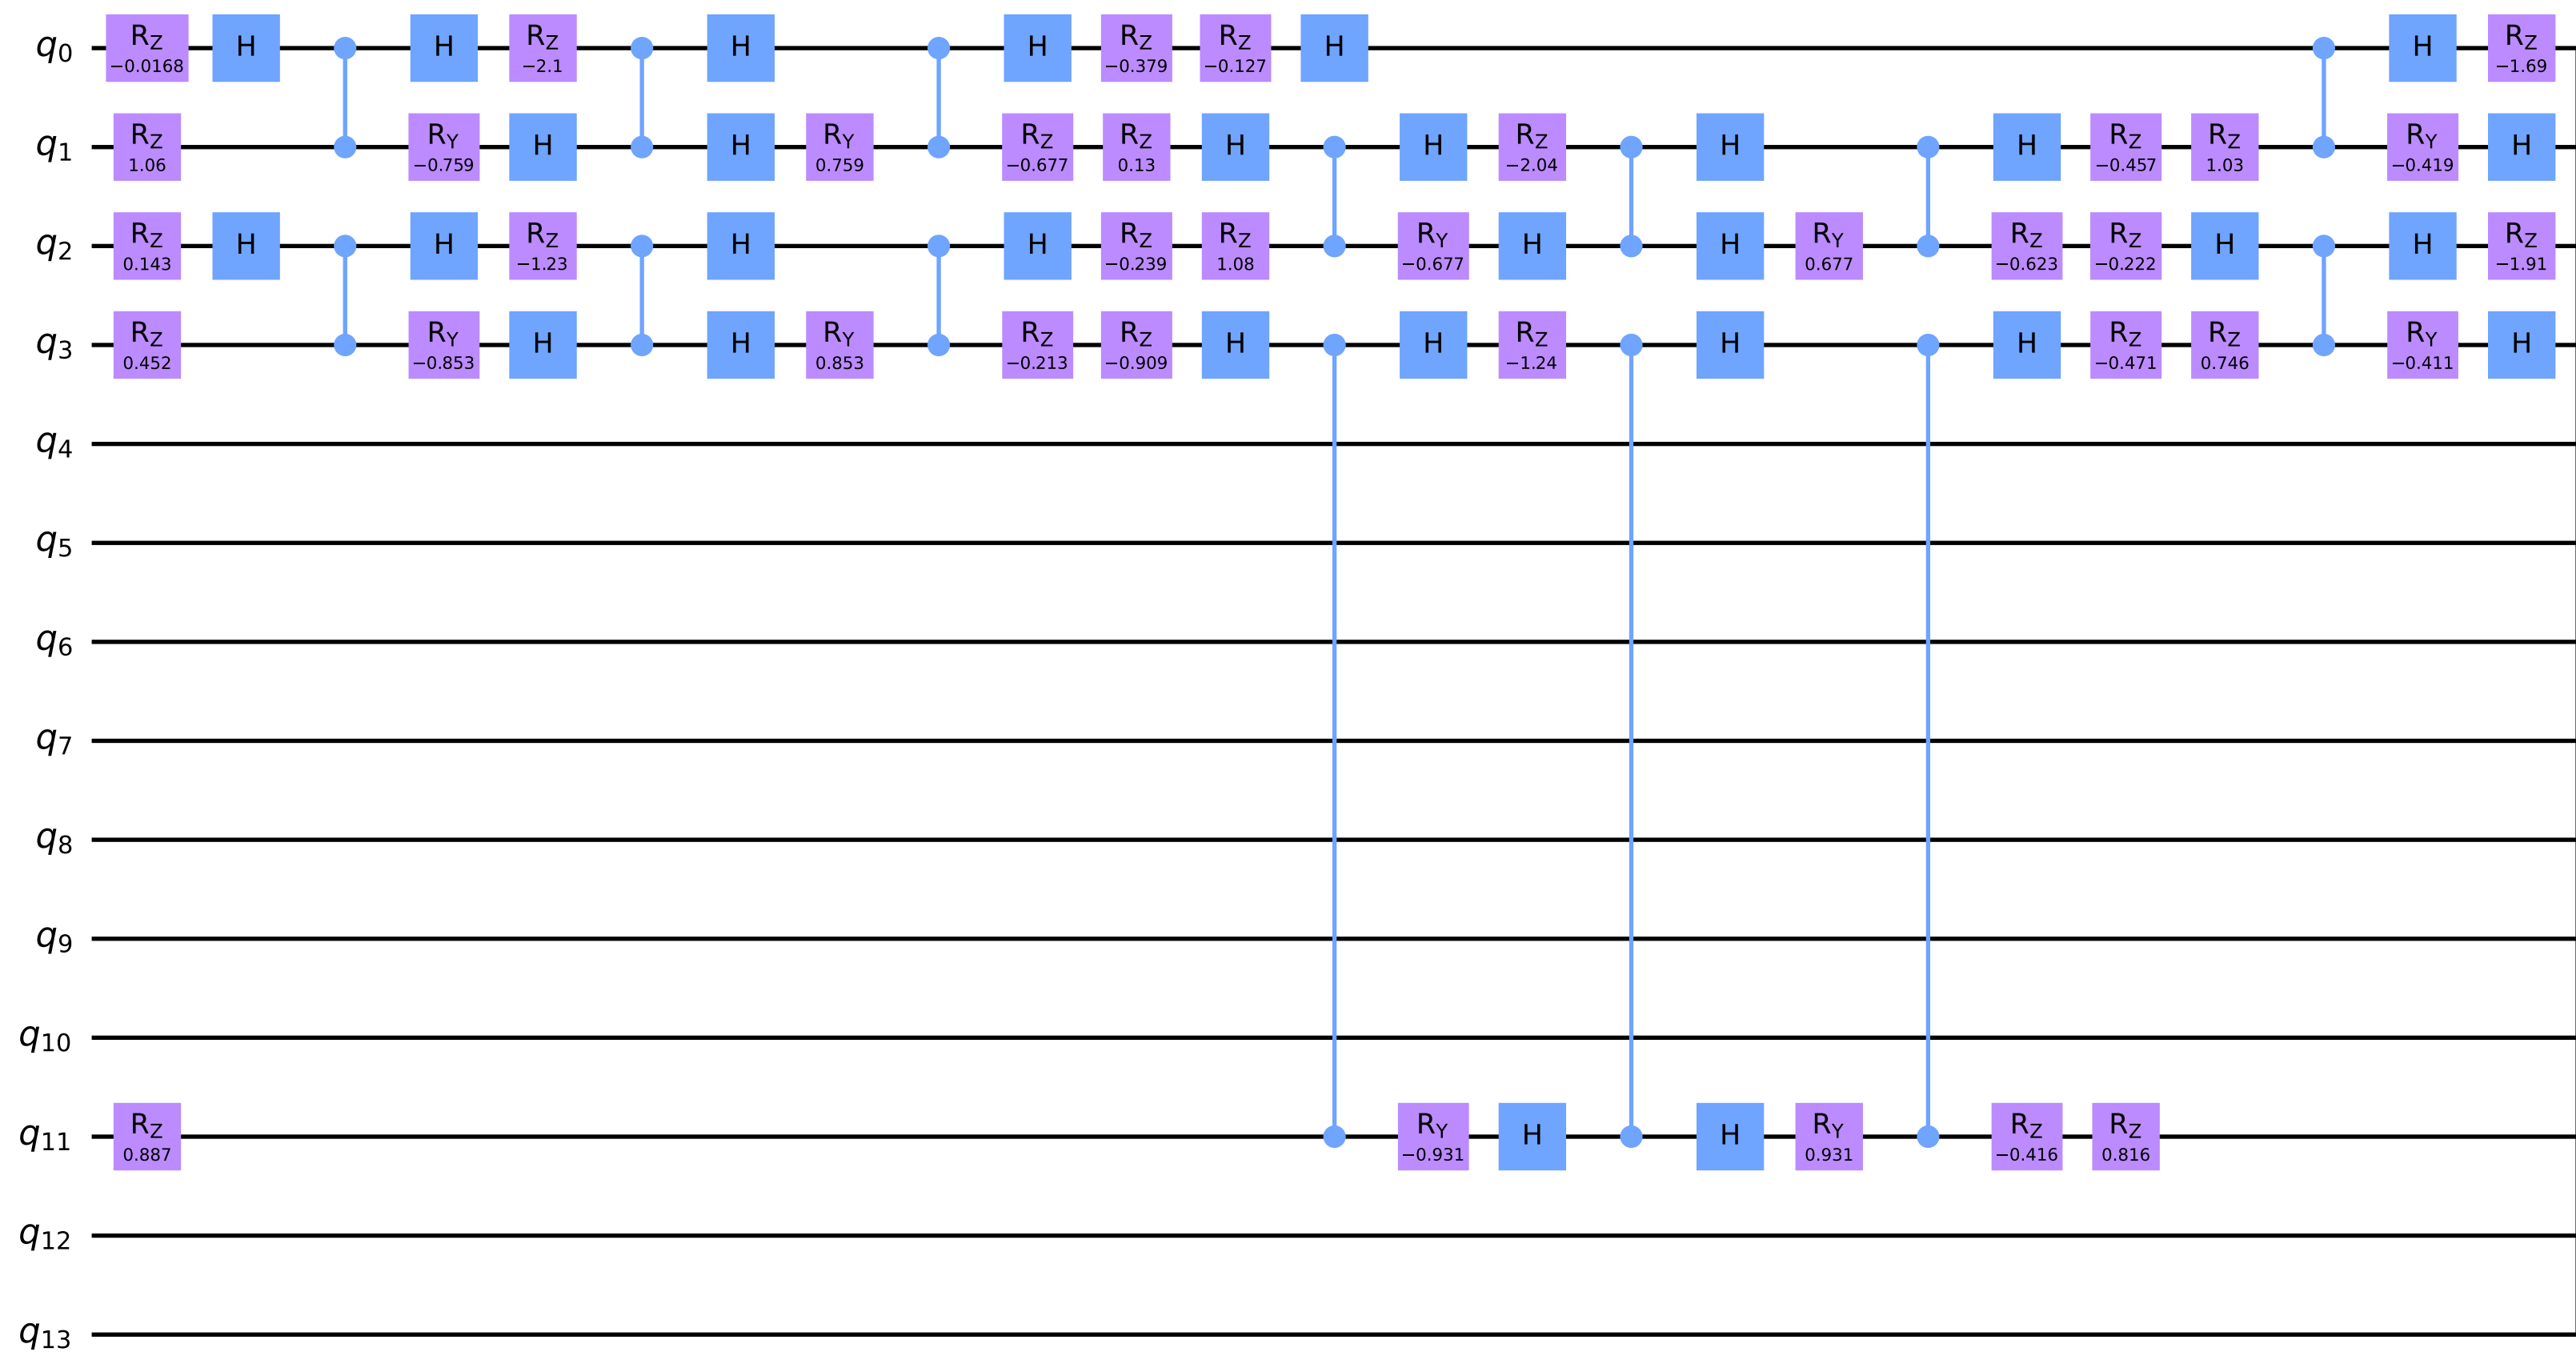 q0 RZ −0.0168 H H RZ −2.1 H H RZ −0.379 RZ −0.127 H H RZ −1.69
q1 RZ 1.06 RY −0.759 H H RY 0.759 RZ −0.677 RZ 0.13 H H RZ −2.04 H H RZ −0.457 RZ 1.03 RY −0.419 H
q2 RZ 0.143 H H RZ −1.23 H H RZ −0.239 RZ 1.08 RY −0.677 H H RY 0.677 RZ −0.623 RZ −0.222 H H RZ −1.91
q3 RZ 0.452 RY −0.853 H H RY 0.853 RZ −0.213 RZ −0.909 H H RZ −1.24 H H RZ −0.471 RZ 0.746 RY −0.411 H
q4
q5
q6
q7
q8
q9
q10
q11 RZ 0.887 RY −0.931 H H RY 0.931 RZ −0.416 RZ 0.816
q12
q13